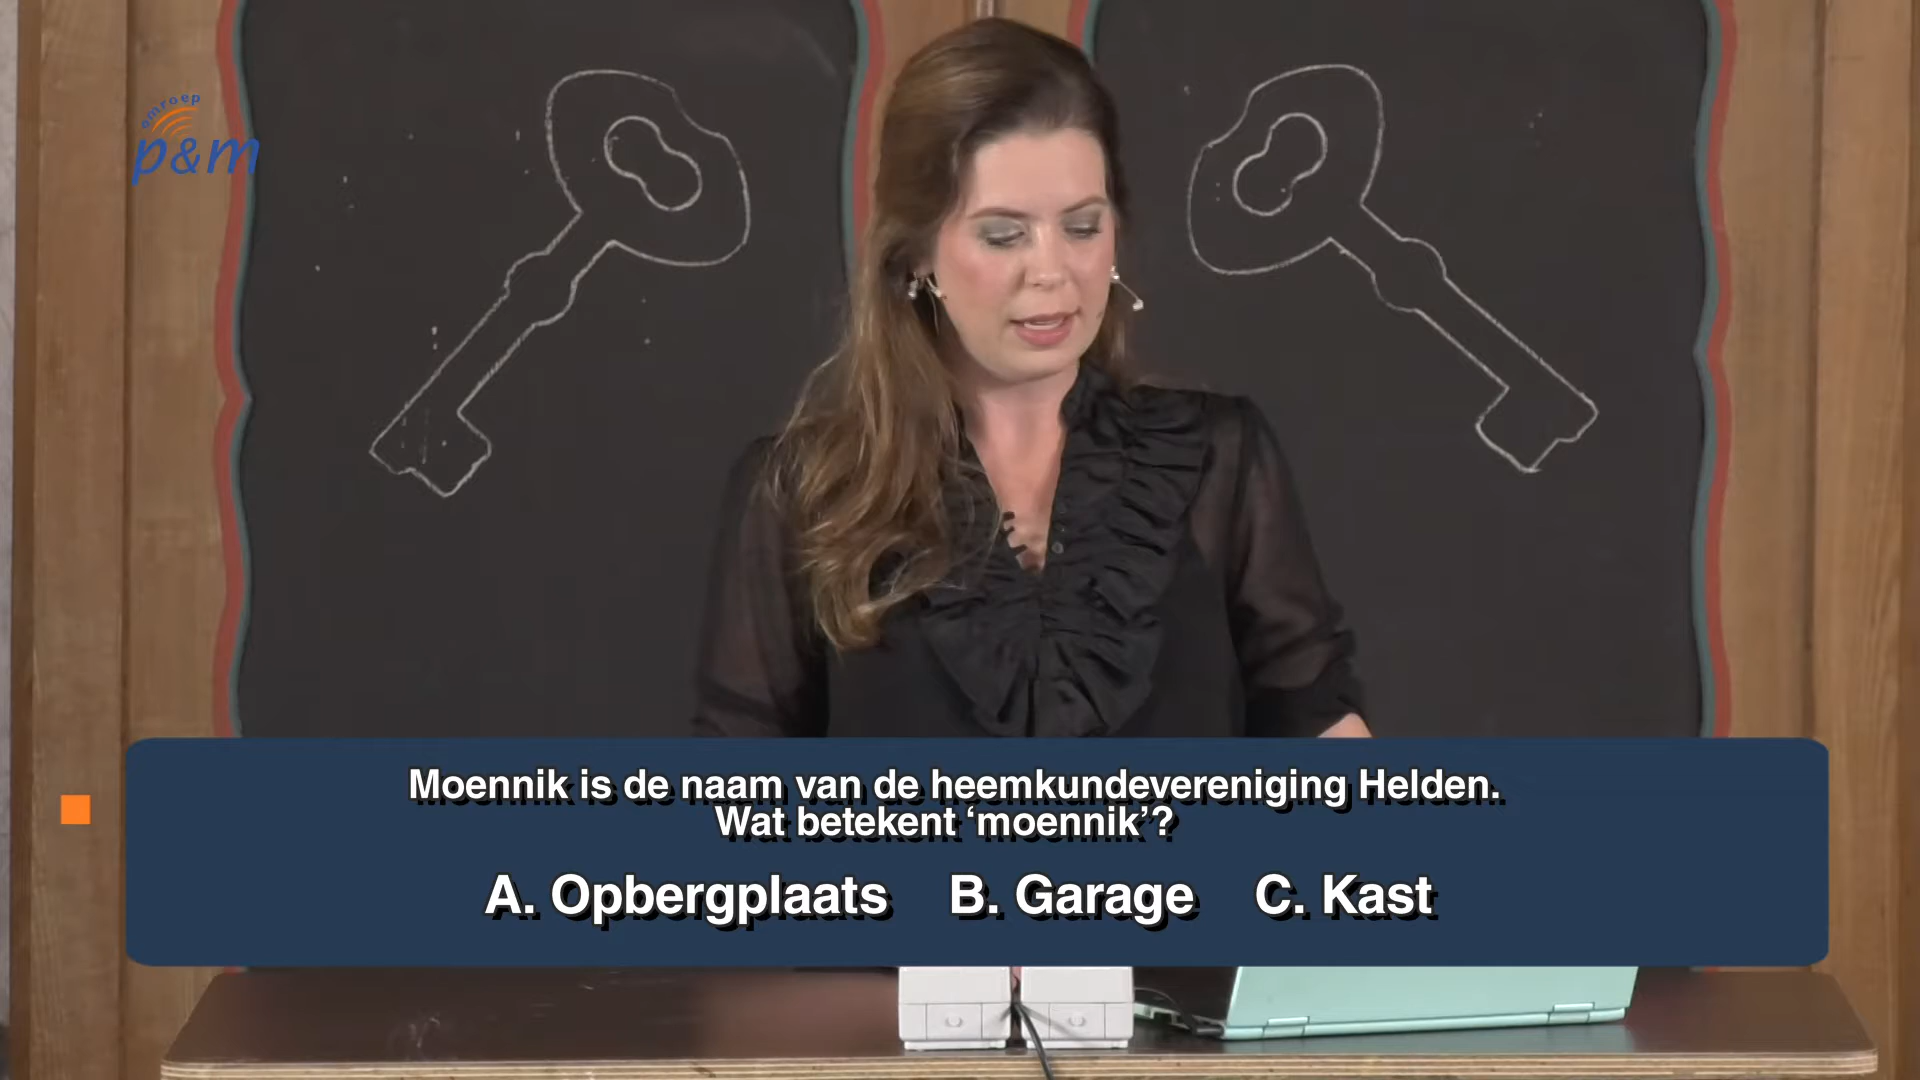 omroep
p&m
Moennik is de naam van de heemkundevereniging Helden.
Wat betekent ‘moennik’?
A. Opbergplaats B. Garage C. Kast